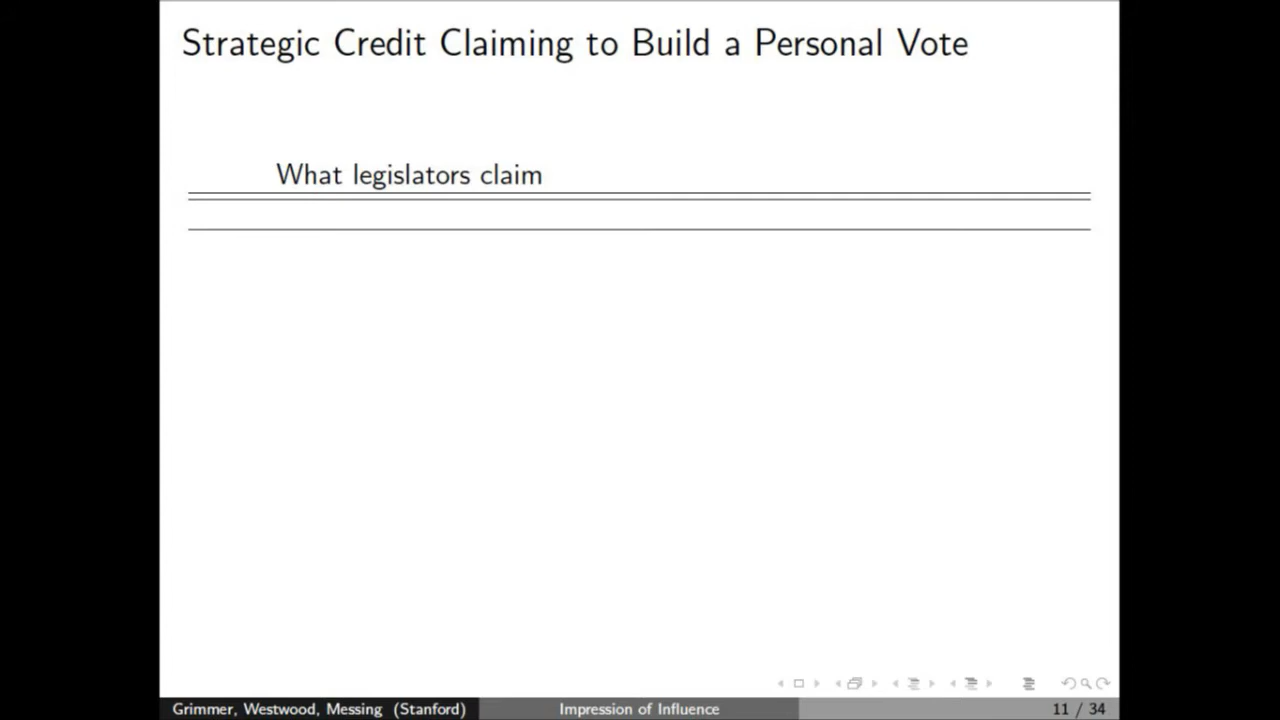 Strategic Credit Claiming to Build a Personal Vote
What legislators claim
Grimmer, Westwood, Messing (Stanford) Impression of Influence 11 / 34